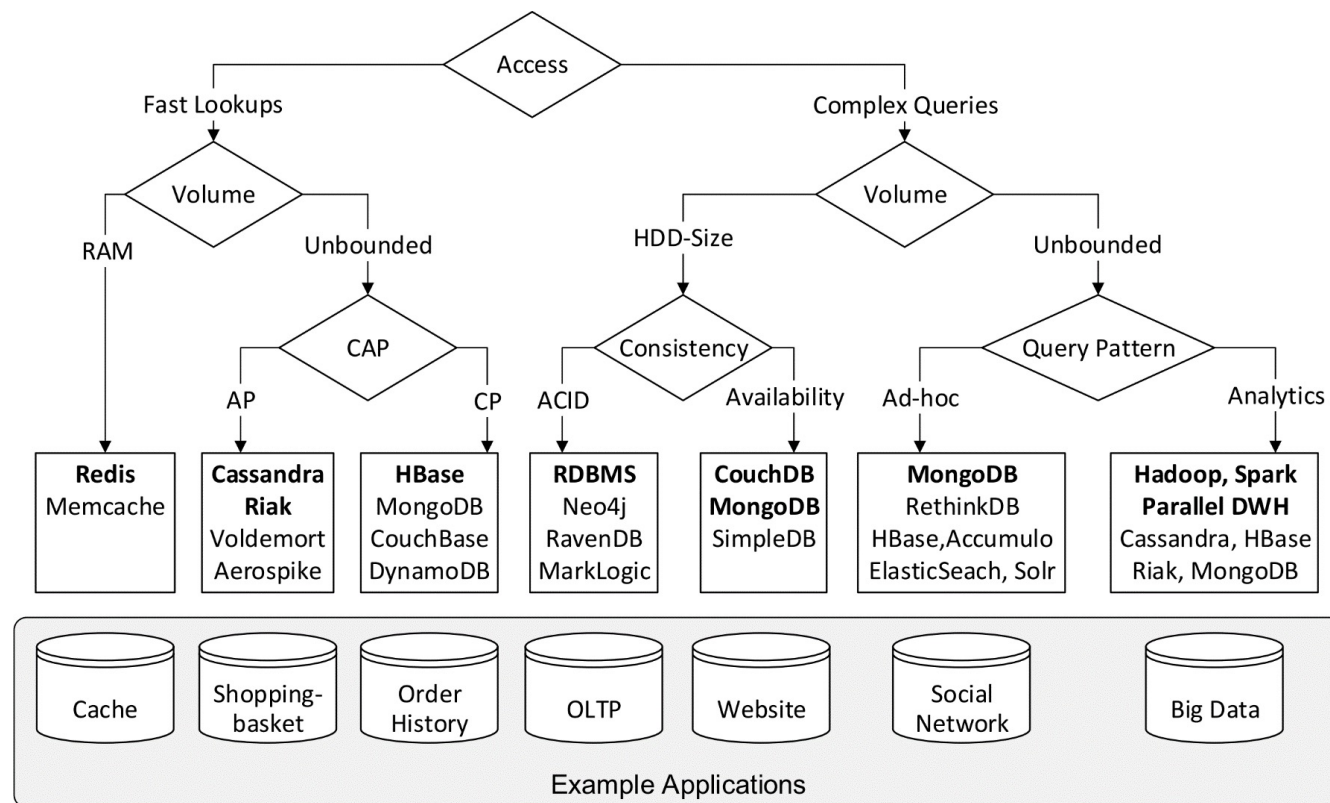 Access
Fast Lookups
Complex Queries
Volume
Volume
RAM
Unbounded
HDD-Size
Unbounded
CAP
Consistency
Query Pattern
AP
CP
ACID
Availability
Ad-hoc
Analytics
Redis
Memcache
Cassandra
Riak
Voldemort
Aerospike
HBase
MongoDB
CouchBase
DynamoDB
RDBMS
Neo4j
RavenDB
MarkLogic
CouchDB
MongoDB
SimpleDB
MongoDB
RethinkDB
HBase,Accumulo
ElasticSeach, Solr
Hadoop, Spark
Parallel DWH
Cassandra, HBase
Riak, MongoDB
Cache
Shopping-
basket
Order
History
OLTP
Website
Social
Network
Big Data
Example Applications